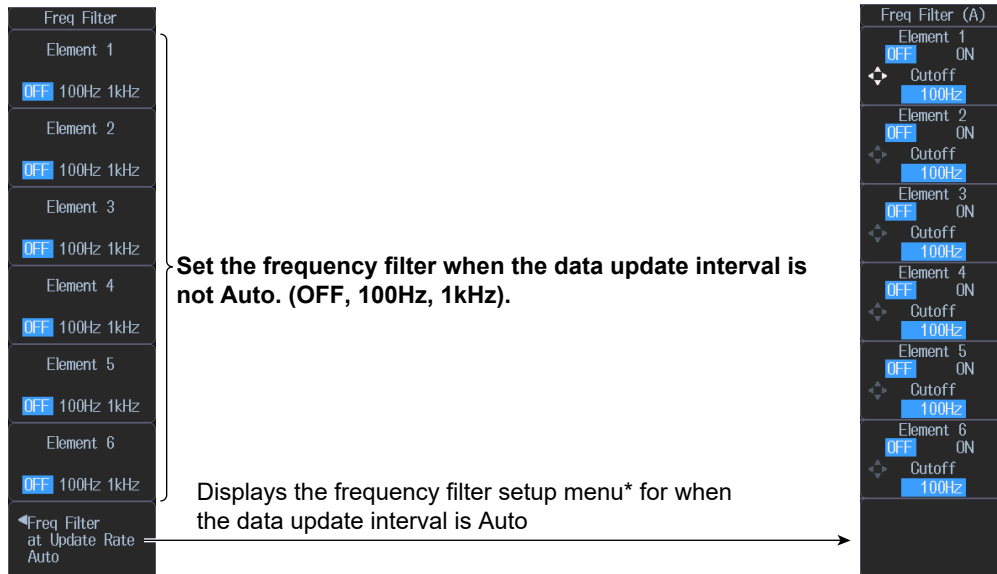 Freq Filter
Element 1
OFF 100Hz 1kHz
Element 2
OFF 100Hz 1kHz
Element 3
OFF 100Hz 1kHz
Element 4
OFF 100Hz 1kHz
Element 5
OFF 100Hz 1kHz
Element 6
OFF 100Hz 1kHz
Freq Filter
at Update Rate
Auto
Set the frequency filter when the data update interval is
not Auto. (OFF, 100Hz, 1kHz).
Displays the frequency filter setup menu* for when
the data update interval is Auto
Freq Filter (A)
Element 1
OFF ON
Cutoff
100Hz
Element 2
OFF ON
Cutoff
100Hz
Element 3
OFF ON
Cutoff
100Hz
Element 4
OFF ON
Cutoff
100Hz
Element 5
OFF ON
Cutoff
100Hz
Element 6
OFF ON
Cutoff
100Hz